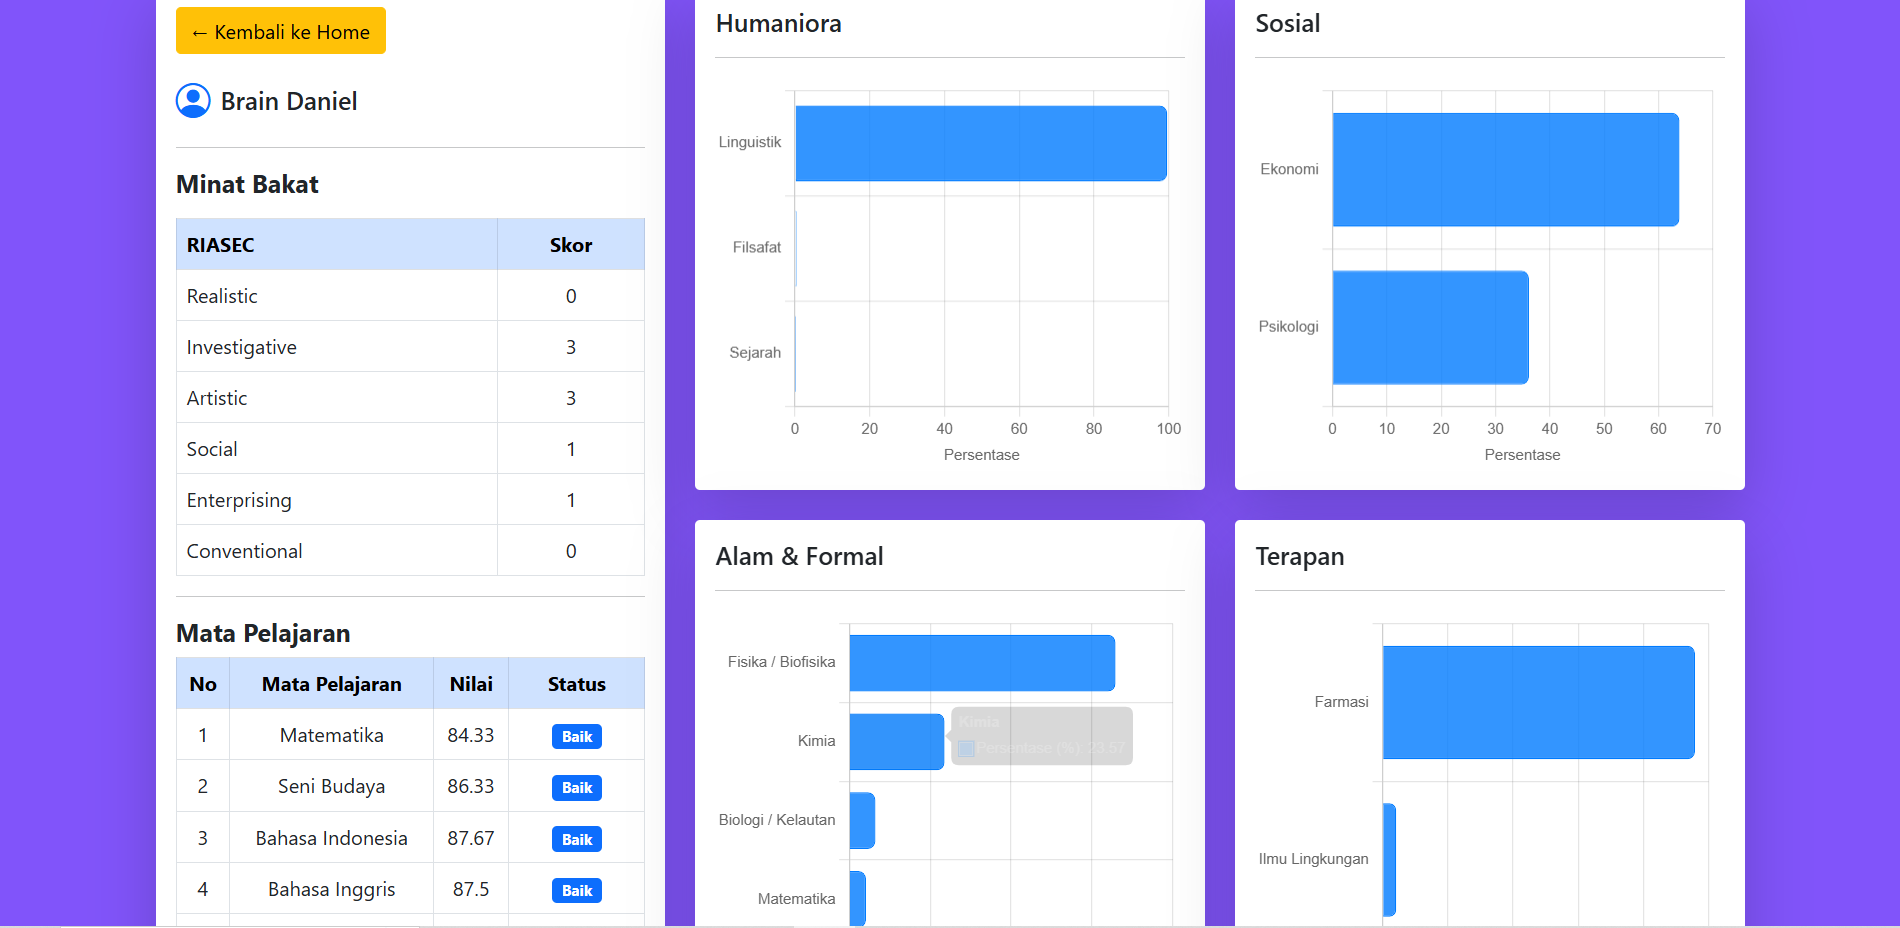 ← Kembali ke Home
Brain Daniel
Minat Bakat
RIASEC Skor
Realistic 0
Investigative 3
Artistic 3
Social 1
Enterprising 1
Conventional 0
Mata Pelajaran
No Mata Pelajaran Nilai Status
1 Matematika 84.33 Baik
2 Seni Budaya 86.33 Baik
3 Bahasa Indonesia 87.67 Baik
4 Bahasa Inggris 87.5 Baik
Humaniora
Linguistik
Filsafat
Sejarah
0 20 40 60 80 100
Persentase
Sosial
Ekonomi
Psikologi
0 10 20 30 40 50 60 70
Persentase
Alam & Formal
Fisika / Biofisika
Kimia
Kimia
Persentase (%) 23.57
Biologi / Kelautan
Matematika
Terapan
Farmasi
Ilmu Lingkungan